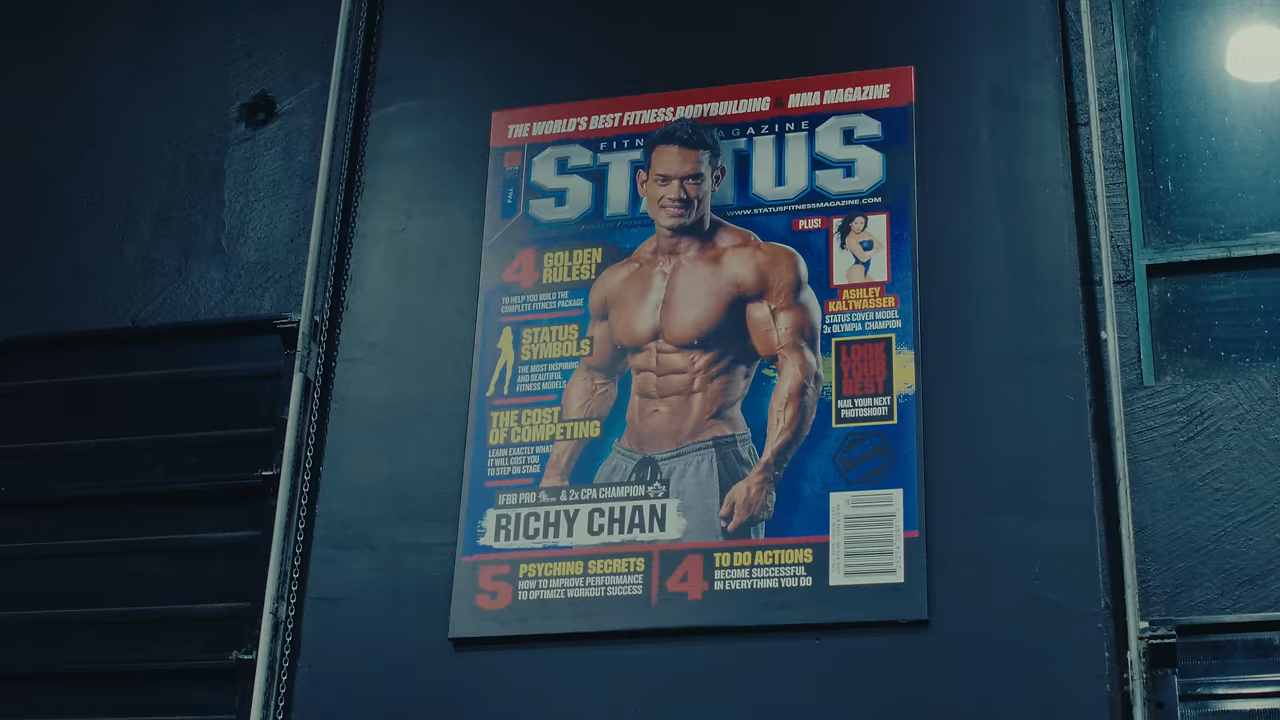 THE WORLD'S BEST FITNESS, BODYBUILDING & MMA MAGAZINE
STATUS
WWW.STATUSFITNESSMAGAZINE.COM
FALL
4 GOLDEN
RULES!
TO HELP YOU BUILD THE
COMPLETE FITNESS PACKAGE
STATUS
SYMBOLS
THE MOST INSPIRING
AND BEAUTIFUL
FITNESS MODELS
THE COST
OF COMPETING
LEARN EXACTLY WHAT
IT WILL COST YOU
TO STEP ON STAGE
PLUS!
ASHLEY
KALTWASSER
STATUS COVER MODEL
3x OLYMPIA CHAMPION
LOOK
YOUR
BEST
NAIL YOUR NEXT
PHOTOSHOOT!
IFBB PRO & 2x CPA CHAMPION
RICHY CHAN
5 PSYCHING SECRETS
HOW TO IMPROVE PERFORMANCE
TO OPTIMIZE WORKOUT SUCCESS
4 TO DO ACTIONS
BECOME SUCCESSFUL
IN EVERYTHING YOU DO